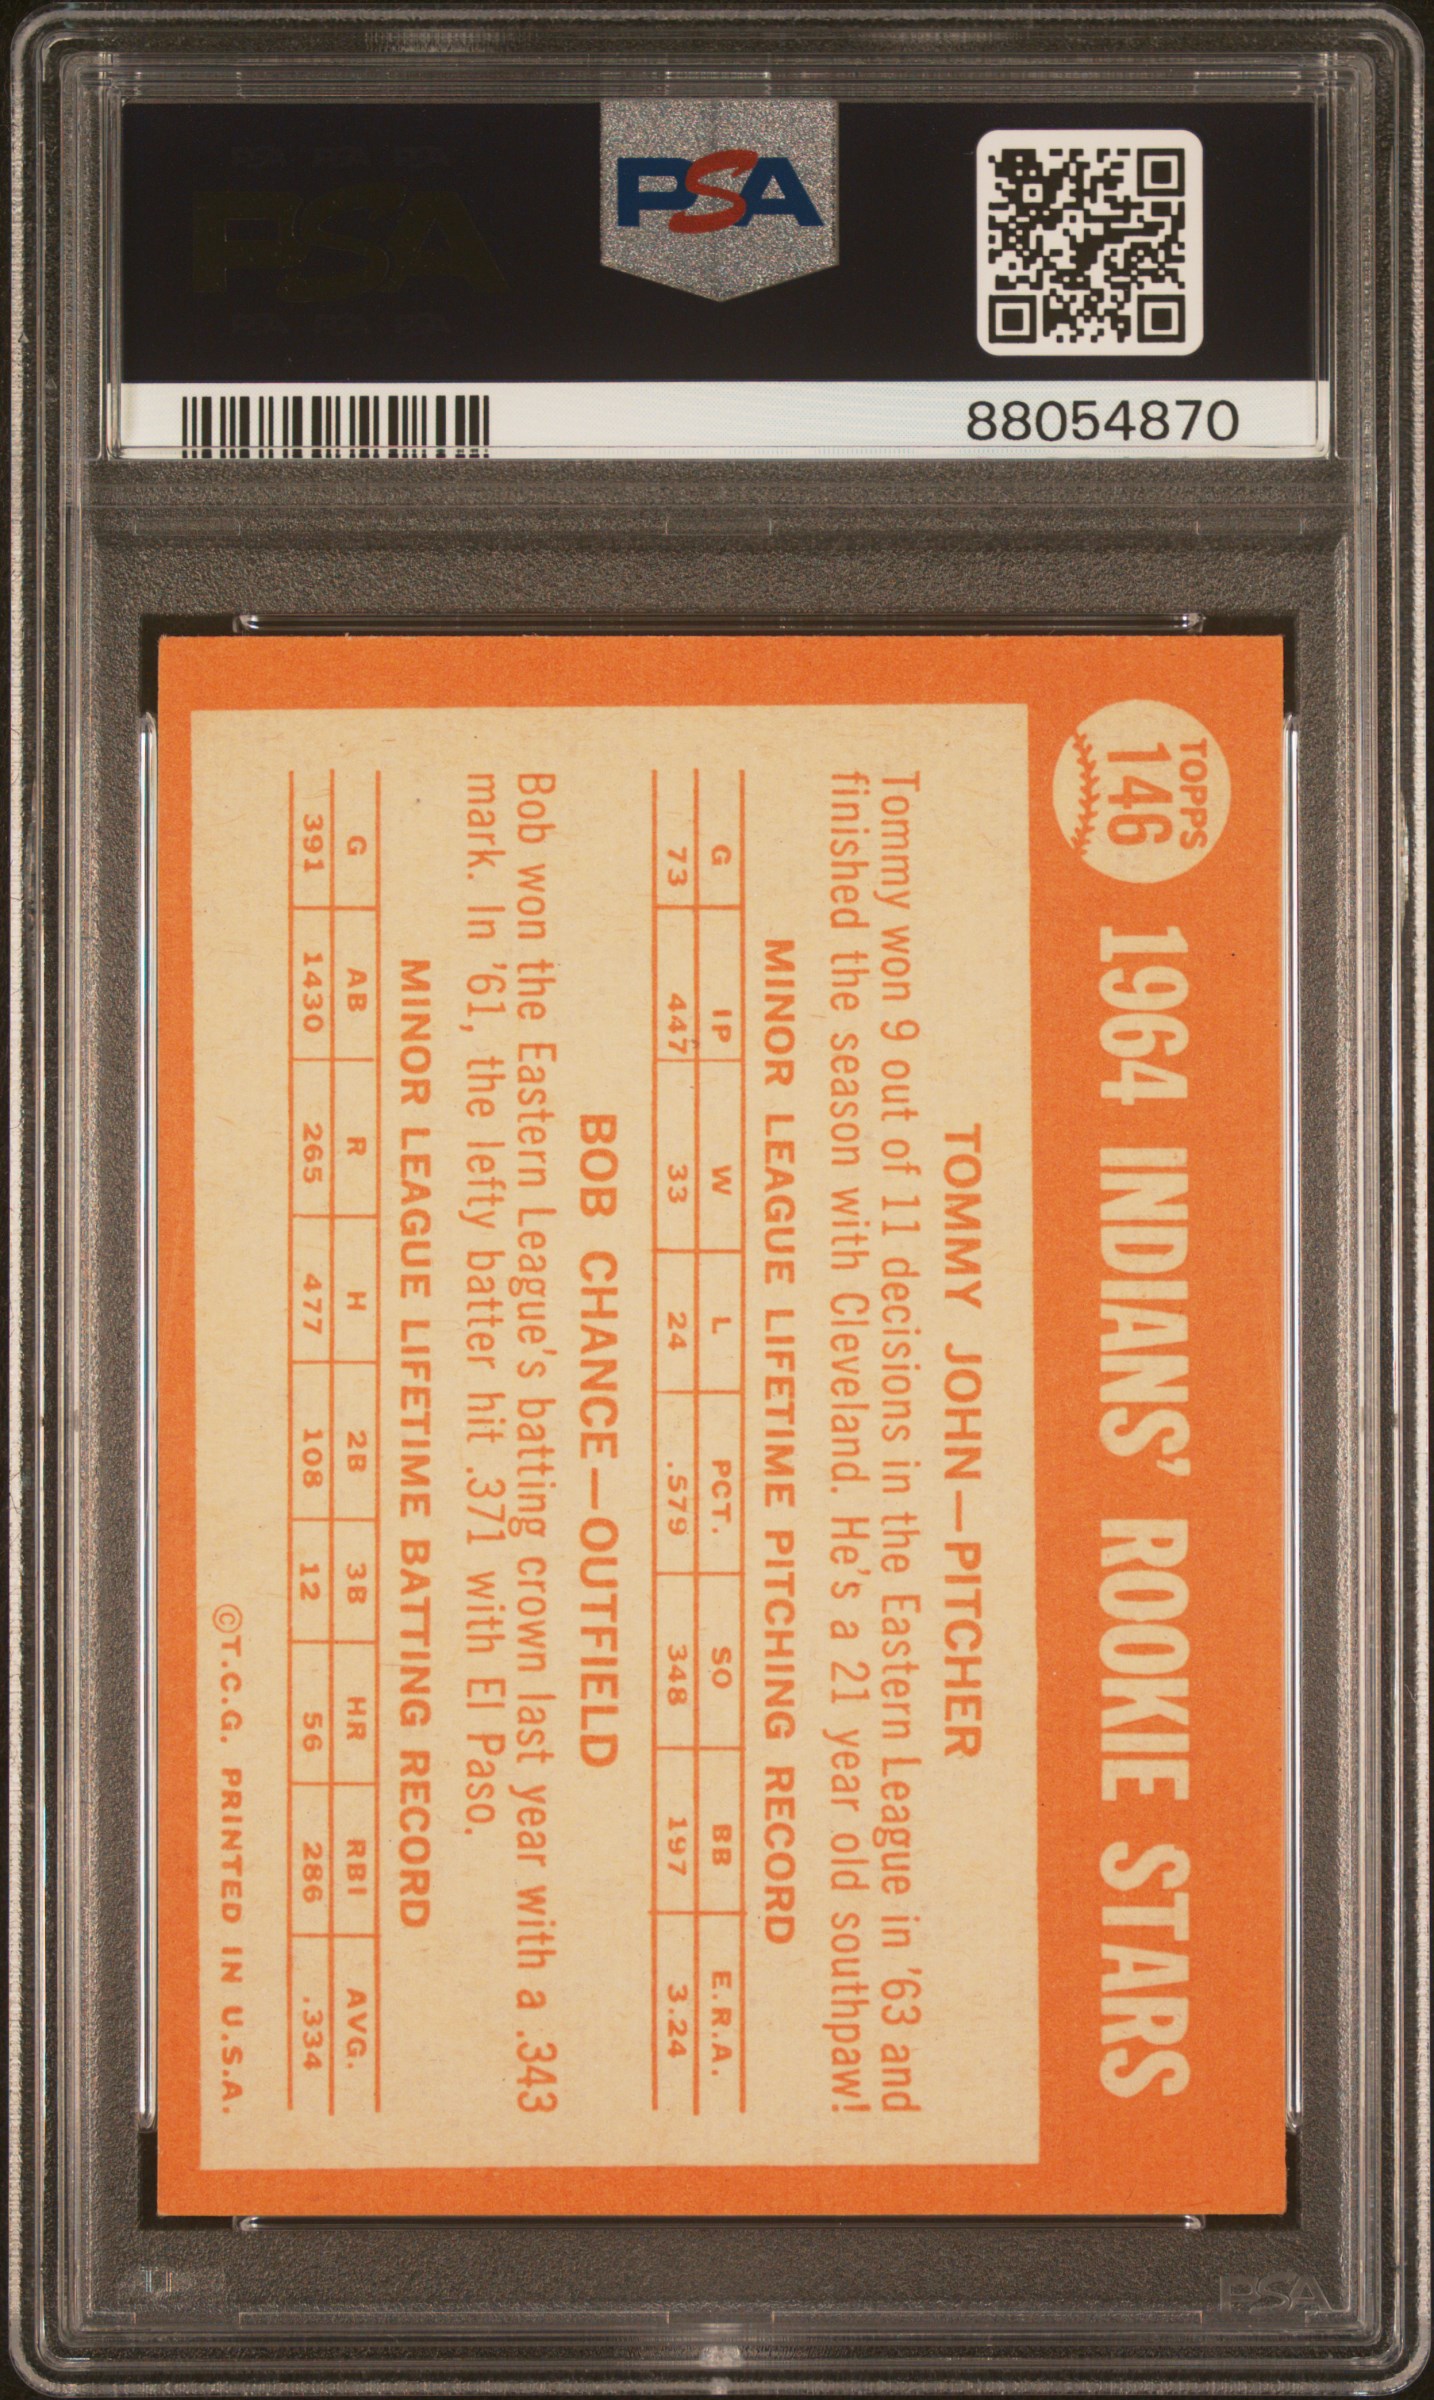 PSA
88054870
TOPPS
146
1964 INDIANS' ROOKIE STARS
TOMMY JOHN—PITCHER
Tommy won 9 out of 11 decisions in the Eastern League in '63 and
finished the season with Cleveland. He's a 21 year old southpaw!
MINOR LEAGUE LIFETIME PITCHING RECORD
G IP W L PCT. SO BB E.R.A.
73 447 33 24 .579 348 197 3.24
BOB CHANCE—OUTFIELD
Bob won the Eastern League's batting crown last year with a .343
mark. In '61, the lefty batter hit .371 with El Paso.
MINOR LEAGUE LIFETIME BATTING RECORD
G AB R H 2B 3B HR RBI AVG.
391 1430 265 477 108 12 56 286 .334
©T.C.G. PRINTED IN U.S.A.
PSA